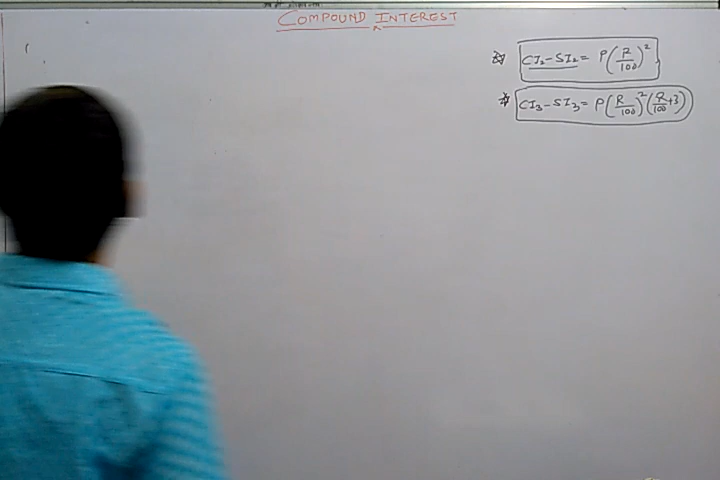 COMPOUND INTEREST
☆ CI₂-SI₂ = P(R/100)²
☆ CI₃-SI₃ = P(R/100)²(R/100+3)